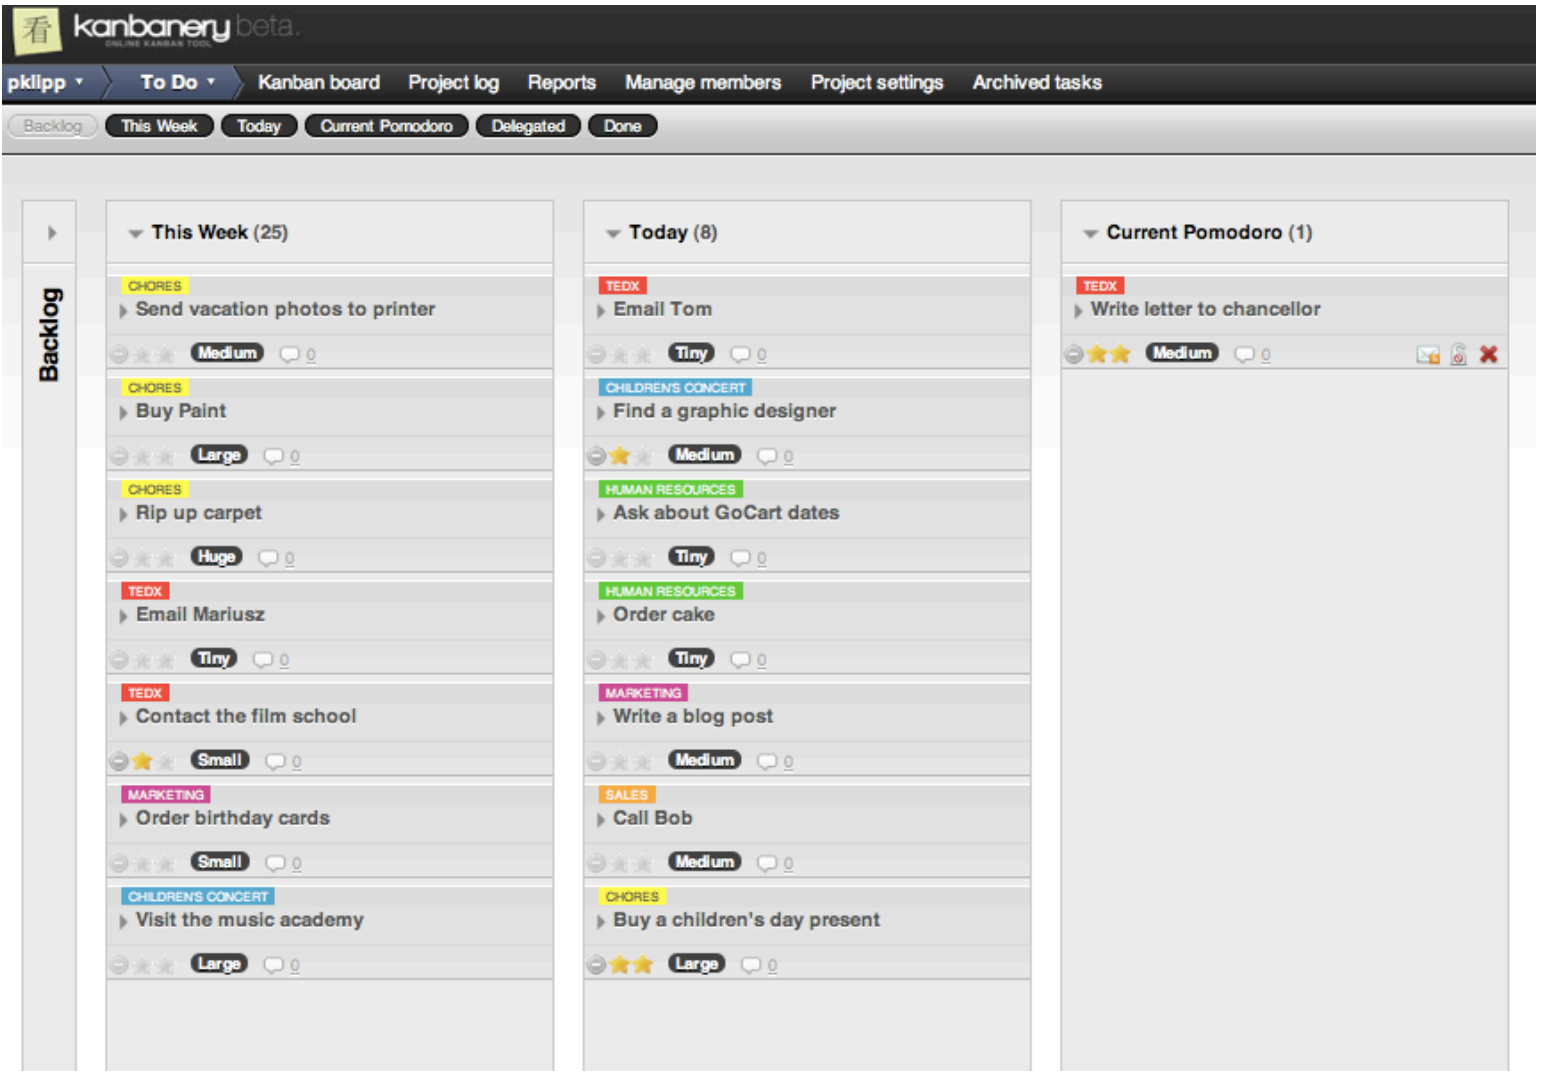 看 kanbanery beta.
ONLINE KANBAN TOOL
pklipp To Do Kanban board Project log Reports Manage members Project settings Archived tasks
Backlog This Week Today Current Pomodoro Delegated Done
Backlog
This Week (25)
CHORES
Send vacation photos to printer
Medium 0
CHORES
Buy Paint
Large 0
CHORES
Rip up carpet
Huge 0
TEDX
Email Mariusz
Tiny 0
TEDX
Contact the film school
Small 0
MARKETING
Order birthday cards
Small 0
CHILDREN'S CONCERT
Visit the music academy
Large 0
Today (8)
TEDX
Email Tom
Tiny 0
CHILDREN'S CONCERT
Find a graphic designer
Medium 0
HUMAN RESOURCES
Ask about GoCart dates
Tiny 0
HUMAN RESOURCES
Order cake
Tiny 0
MARKETING
Write a blog post
Medium 0
SALES
Call Bob
Medium 0
CHORES
Buy a children's day present
Large 0
Current Pomodoro (1)
TEDX
Write letter to chancellor
Medium 0